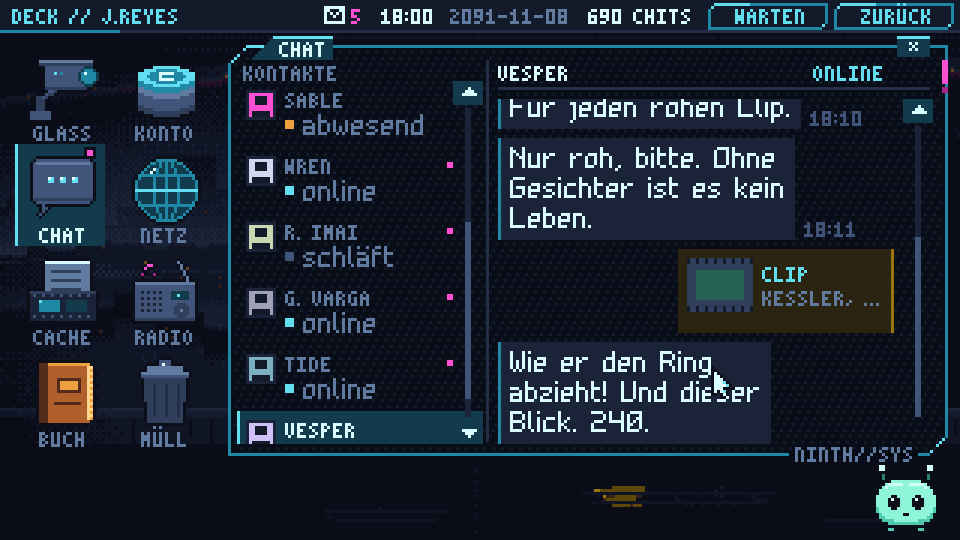 DECK // J.REYES
5 18:00 2091-11-08 690 CHITS WARTEN ZURÜCK
GLASS
KONTO
CHAT
NETZ
CACHE
RADIO
BUCH
MÜLL
CHAT
×
KONTAKTE
SABLE
abwesend
WREN
online
R. IMAI
schläft
G. VARGA
online
TIDE
online
VESPER
VESPER ONLINE
Für jeden rohen Clip.
18:10
Nur roh, bitte. Ohne
Gesichter ist es kein
Leben.
18:11
CLIP
KESSLER, ...
Wie er den Ring
abzieht! Und dieser
Blick. 240.
NINTH//SYS